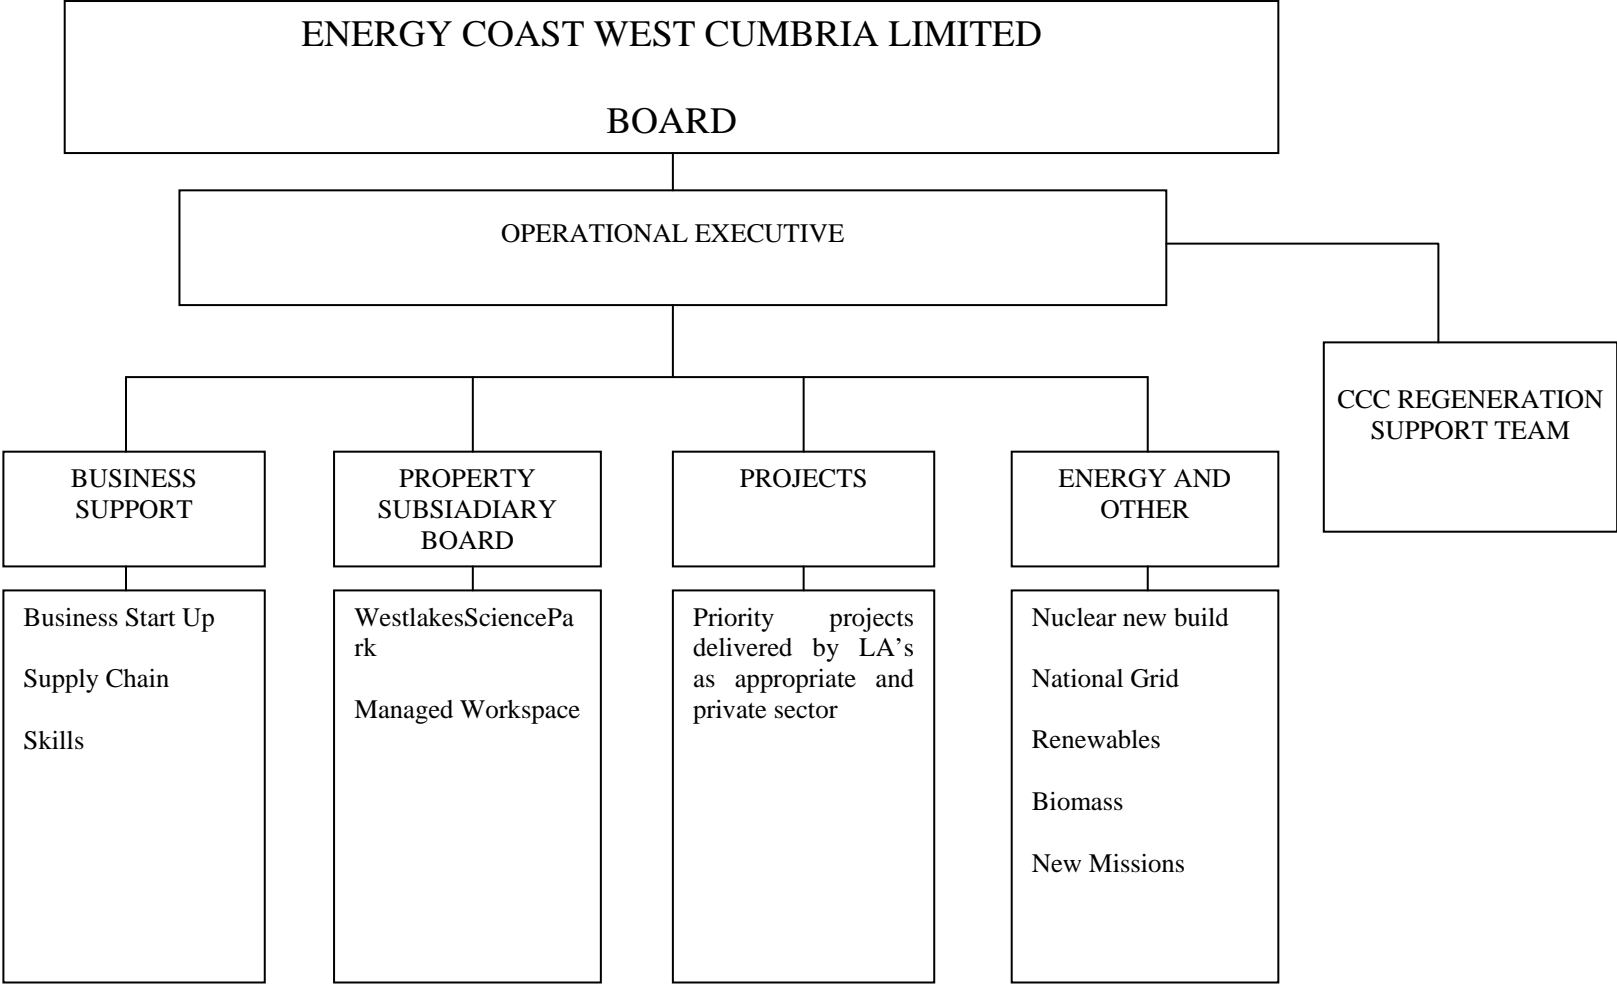 ENERGY COAST WEST CUMBRIA LIMITED
BOARD
OPERATIONAL EXECUTIVE
CCC REGENERATION
SUPPORT TEAM
BUSINESS
SUPPORT
PROPERTY
SUBSIADIARY
BOARD
PROJECTS
ENERGY AND
OTHER
Business Start Up
Supply Chain
Skills
WestlakesSciencePa
rk
Managed Workspace
Priority projects
delivered by LA's
as appropriate and
private sector
Nuclear new build
National Grid
Renewables
Biomass
New Missions